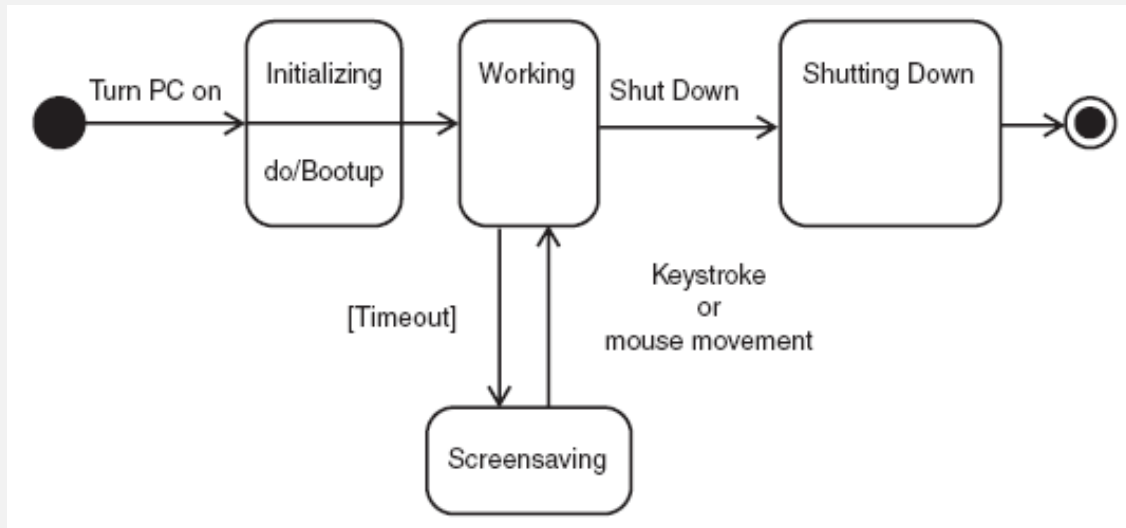 Turn PC on
Initializing
do/Bootup
Working
Shut Down
Shutting Down
[Timeout]
Keystroke
or
mouse movement
Screensaving